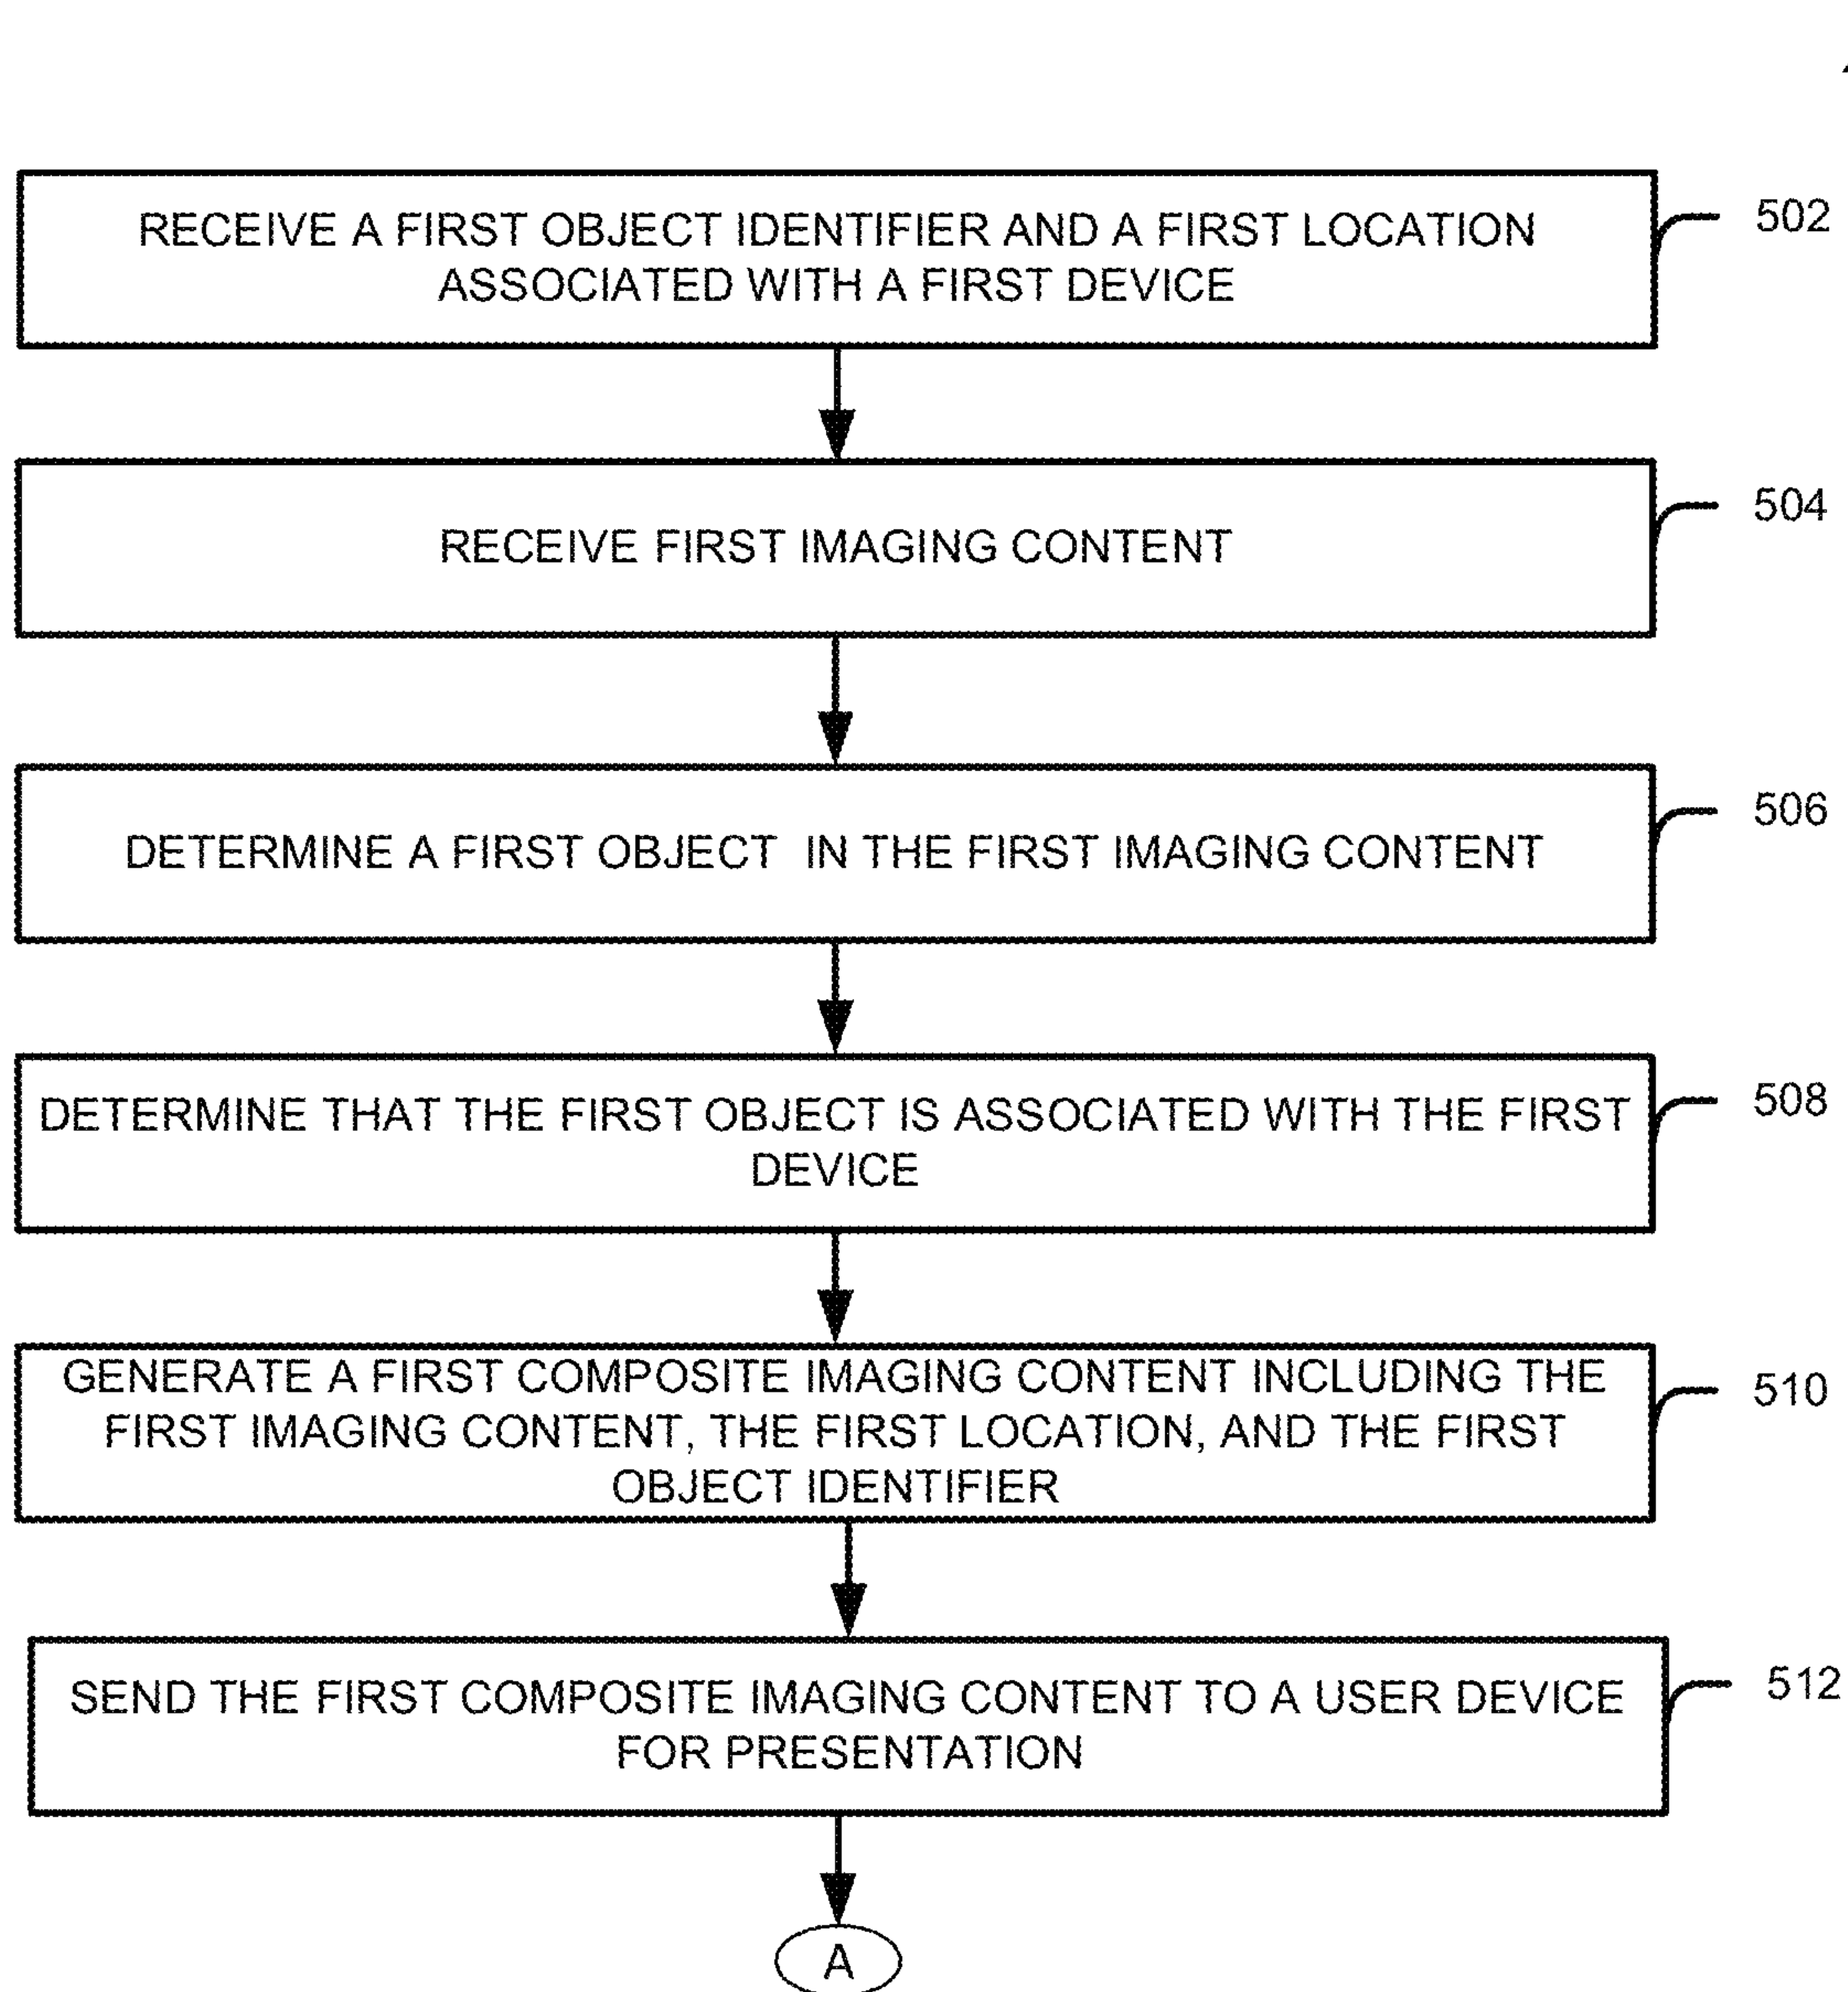 RECEIVE A FIRST OBJECT IDENTIFIER AND A FIRST LOCATION
ASSOCIATED WITH A FIRST DEVICE
502
RECEIVE FIRST IMAGING CONTENT
504
DETERMINE A FIRST OBJECT IN THE FIRST IMAGING CONTENT
506
DETERMINE THAT THE FIRST OBJECT IS ASSOCIATED WITH THE FIRST
DEVICE
508
GENERATE A FIRST COMPOSITE IMAGING CONTENT INCLUDING THE
FIRST IMAGING CONTENT, THE FIRST LOCATION, AND THE FIRST
OBJECT IDENTIFIER
510
SEND THE FIRST COMPOSITE IMAGING CONTENT TO A USER DEVICE
FOR PRESENTATION
512
A